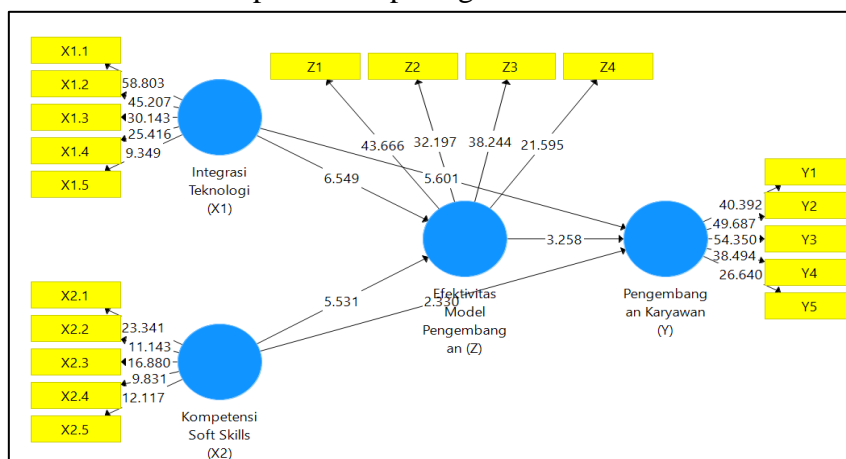 X1.1
X1.2
X1.3
X1.4
X1.5
58.803
45.207
30.143
25.416
9.349
Integrasi
Teknologi
(X1)
Z1
Z2
Z3
Z4
43.666
32.197
38.244
21.595
6.549
5.601
5.531
2.330
3.258
Efektivitas
Model
Pengembang
an (Z)
Y1
Y2
Y3
Y4
Y5
40.392
49.687
54.350
38.494
26.640
Pengembang
an Karyawan
(Y)
X2.1
X2.2
X2.3
X2.4
X2.5
23.341
11.143
16.880
9.831
12.117
Kompetensi
Soft Skills
(X2)